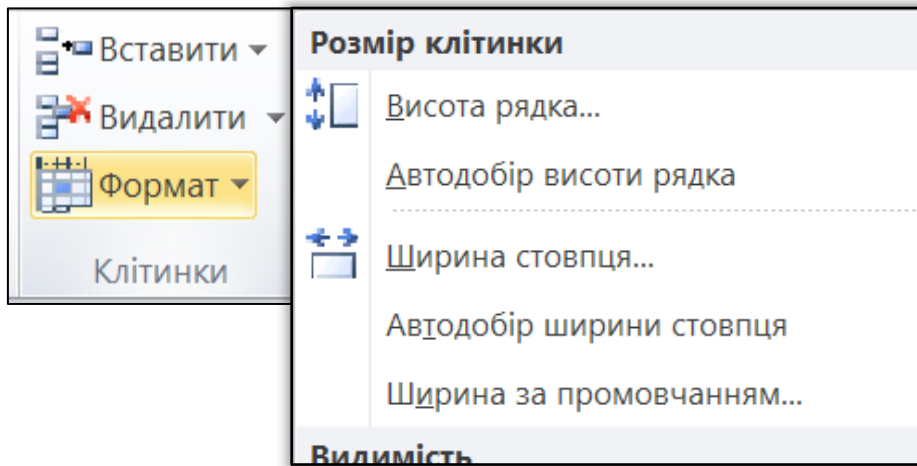 Вставити
Видалити
Формат
Клітинки
Розмір клітинки
Висота рядка...
Автодобір висоти рядка
Ширина стовпця...
Автодобір ширини стовпця
Ширина за промовчанням...
Видимість